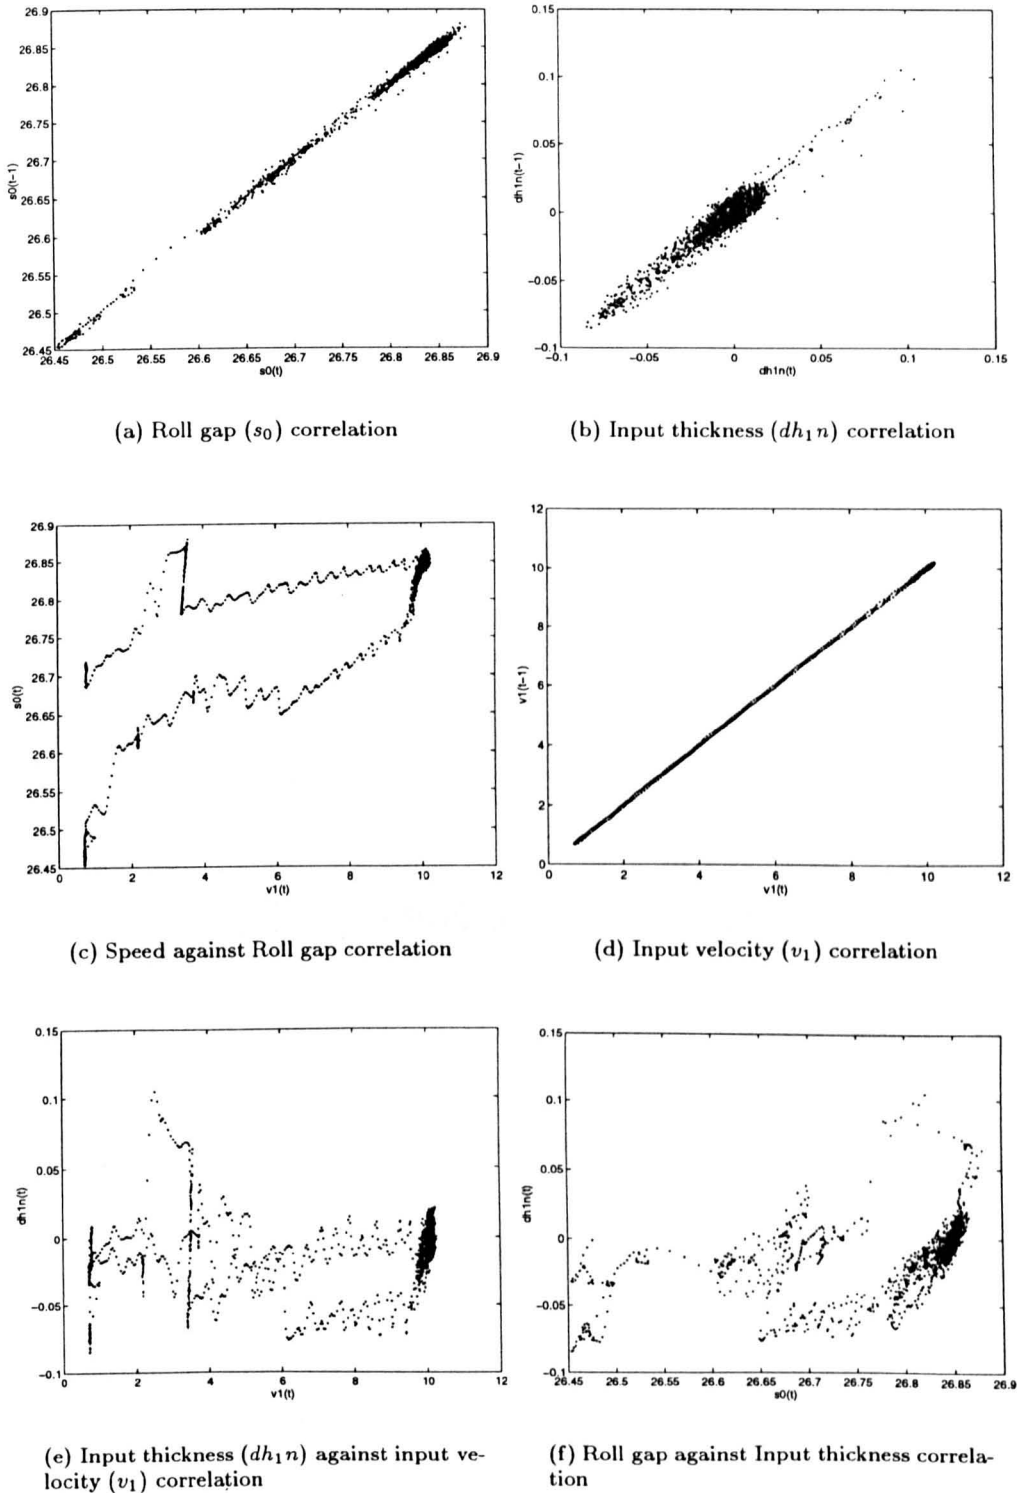 26.9
26.85
26.8
26.75
26.7
26.65
26.6
26.55
26.5
26.45
s0(t−1)
26.45 26.5 26.55 26.6 26.65 26.7 26.75 26.8 26.85 26.9
s0(t)
(a) Roll gap (s₀) correlation
0.15
0.1
0.05
0
−0.05
−0.1
dh1n(t−1)
−0.1 −0.05 0 0.05 0.1 0.15
dh1n(t)
(b) Input thickness (dh₁n) correlation
26.9
26.85
26.8
26.75
26.7
26.65
26.6
26.55
26.5
26.45
s0(t)
0 2 4 6 8 10 12
v1(t)
(c) Speed against Roll gap correlation
12
10
8
6
4
2
0
v1(t−1)
0 2 4 6 8 10 12
v1(t)
(d) Input velocity (v₁) correlation
0.15
0.1
0.05
0
−0.05
−0.1
dh1n(t)
0 2 4 6 8 10 12
v1(t)
(e) Input thickness (dh₁n) against input ve-
locity (v₁) correlation
0.15
0.1
0.05
0
−0.05
−0.1
dh1n(t)
26.45 26.5 26.55 26.6 26.65 26.7 26.75 26.8 26.85 26.9
s0(t)
(f) Roll gap against Input thickness correla-
tion